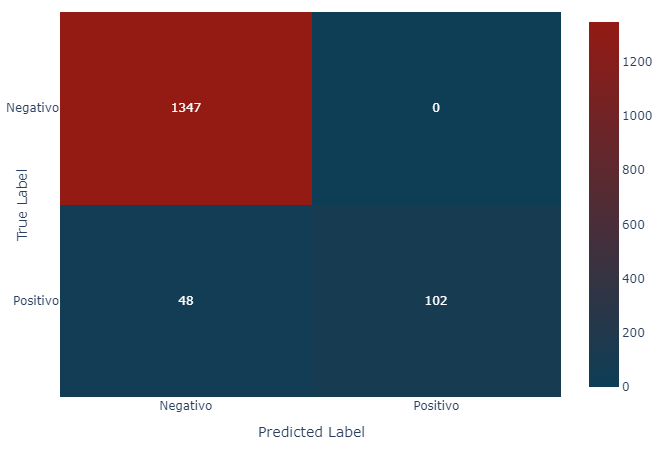 Negativo
1347
0
Positivo
48
102
Negativo
Positivo
Predicted Label
True Label
1200
1000
800
600
400
200
0